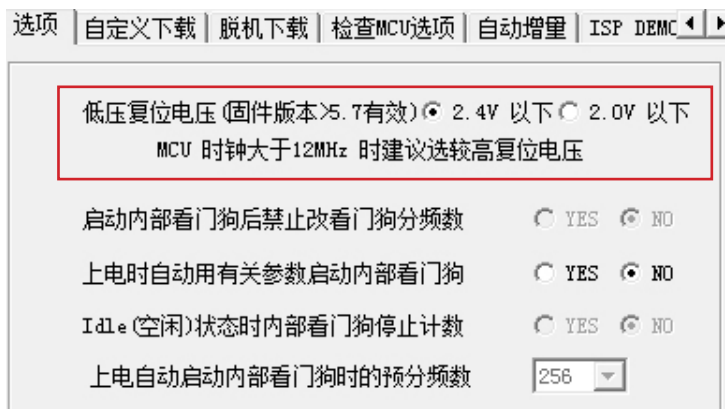 选项 自定义下载 脱机下载 检查MCU选项 自动增量 ISP DEMO
低压复位电压(固件版本>5.7有效) 2.4V 以下 2.0V 以下
MCU 时钟大于12MHz 时建议选较高复位电压
启动内部看门狗后禁止改看门狗分频数 YES NO
上电时自动用有关参数启动内部看门狗 YES NO
Idle(空闲)状态时内部看门狗停止计数 YES NO
上电自动启动内部看门狗时的预分频数 256